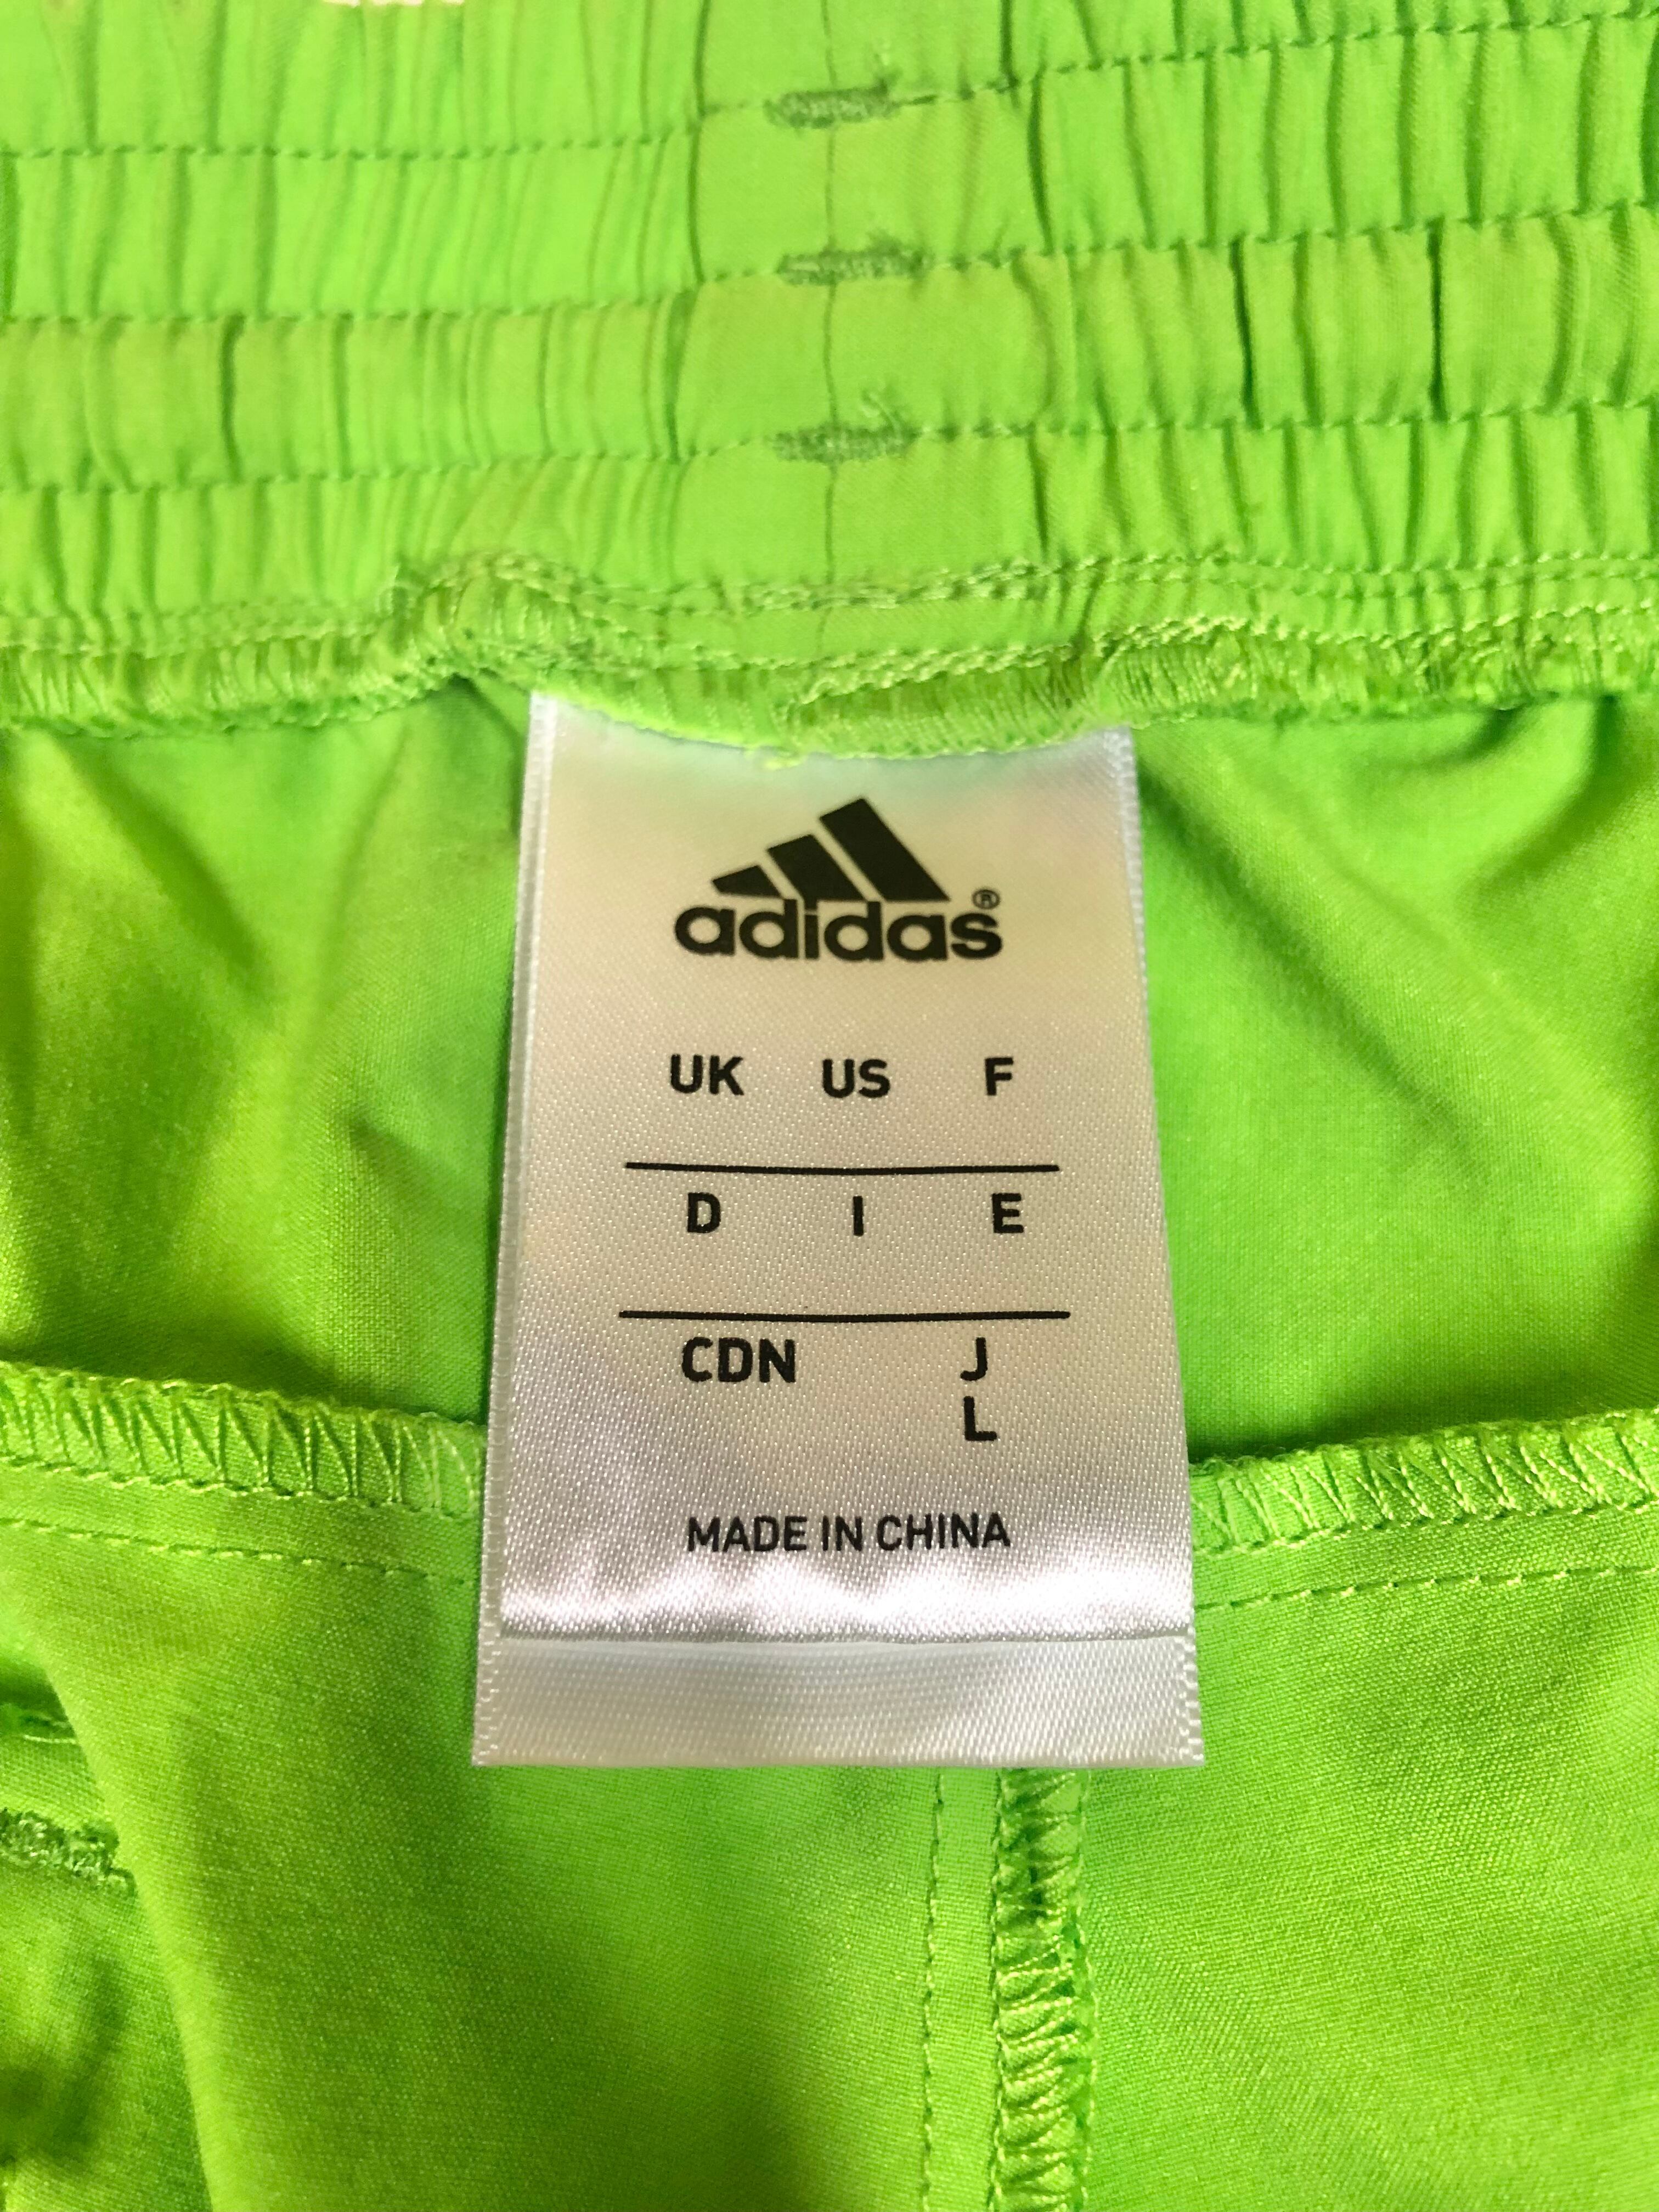 adidas®
UK US F
D I E
CDN J
L
MADE IN CHINA